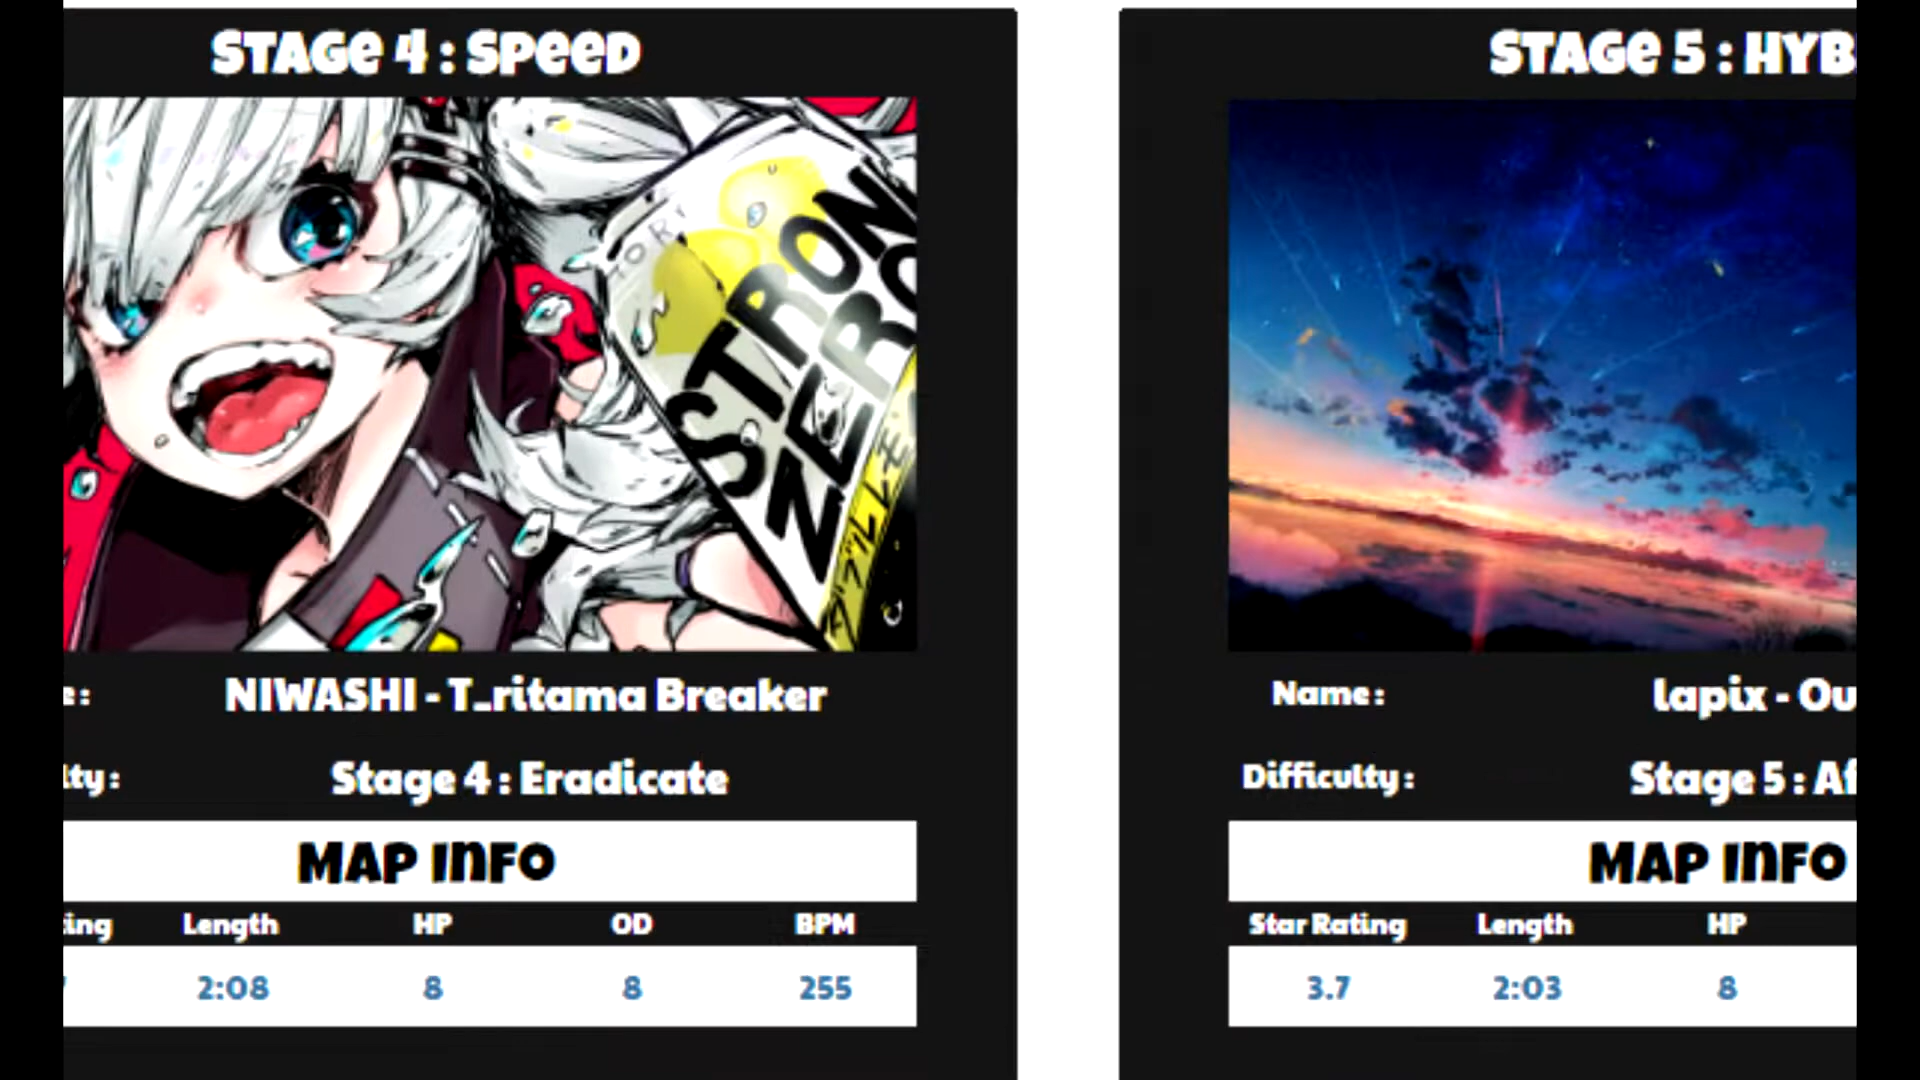 STAGE 4 : SPEED
STRON
ZERO
NIWASHI - T_ritama Breaker
Stage 4 : Eradicate
MAP INFO
Length HP OD BPM
2:08 8 8 255
STAGE 5 : HYB
Name :
lapix - Ou
Difficulty :
Stage 5 : Af
MAP INFO
Star Rating Length HP
3.7 2:03 8